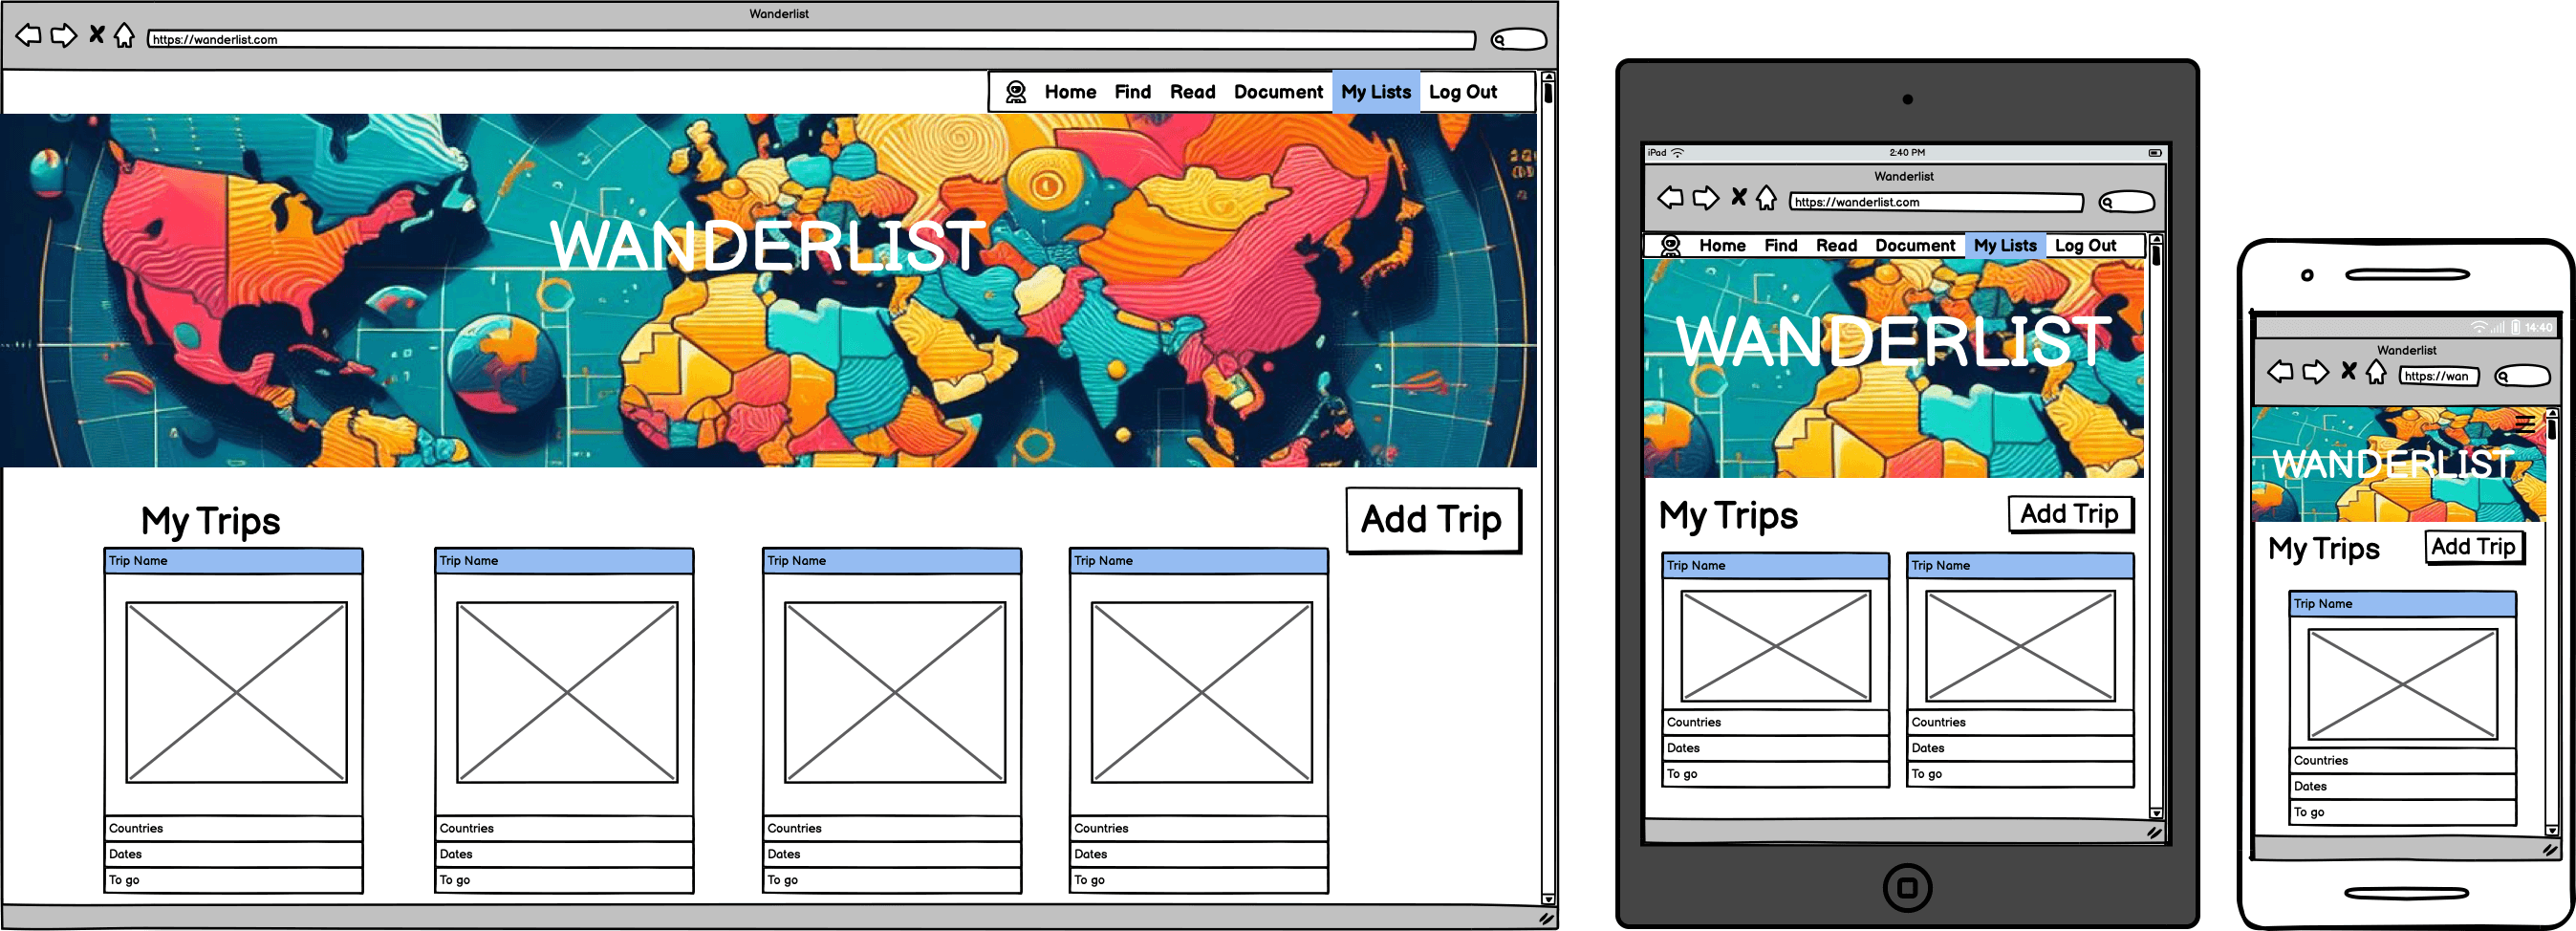 Wanderlist
https://wanderlist.com
Home Find Read Document My Lists Log Out
WANDERLIST
My Trips
Add Trip
Trip Name Trip Name Trip Name Trip Name
Countries Countries Countries Countries
Dates Dates Dates Dates
To go To go To go To go
iPad 2:40 PM
Wanderlist
https://wanderlist.com
Home Find Read Document My Lists Log Out
WANDERLIST
My Trips Add Trip
Trip Name Trip Name
Countries Countries
Dates Dates
To go To go
14:40
Wanderlist
https://wan
WANDERLIST
My Trips Add Trip
Trip Name
Countries
Dates
To go